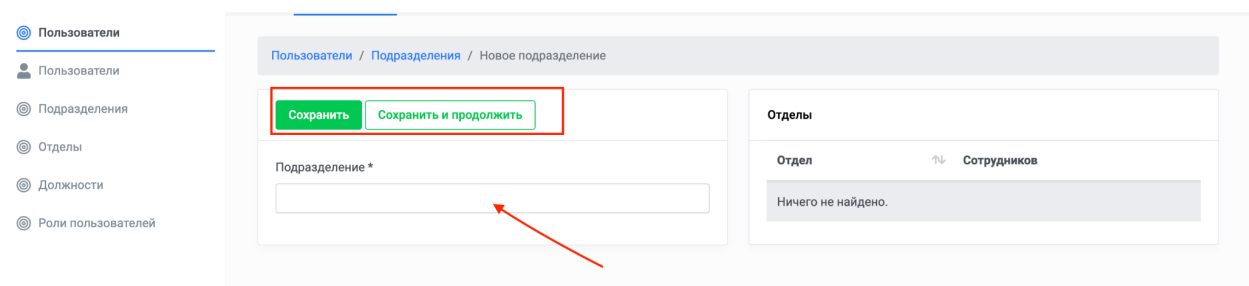 Пользователи
Пользователи
Подразделения
Отделы
Должности
Роли пользователей
Пользователи / Подразделения / Новое подразделение
Сохранить Сохранить и продолжить
Подразделение *
Отделы
Отдел Сотрудников
Ничего не найдено.